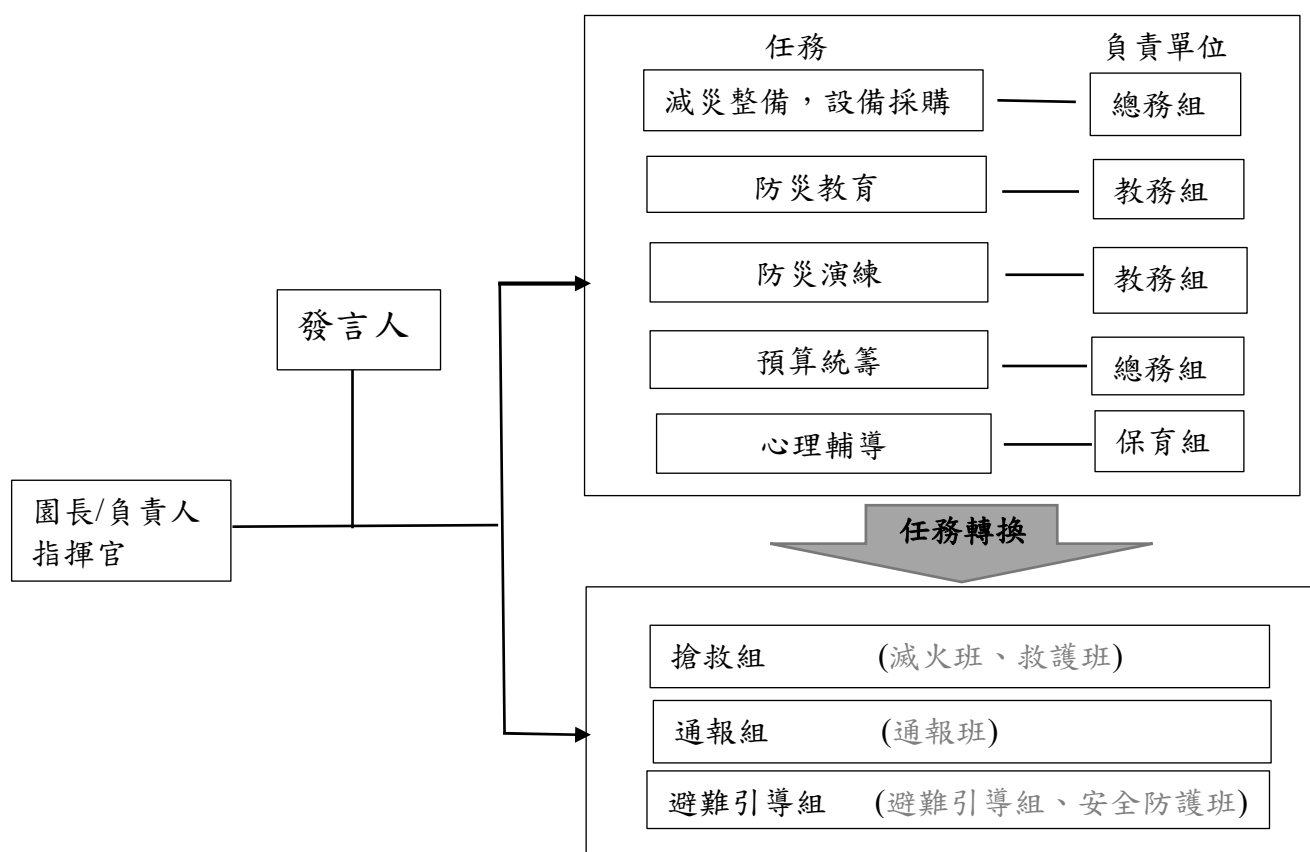 任務 負責單位
減災整備，設備採購 總務組
防災教育 教務組
防災演練 教務組
發言人
預算統籌 總務組
心理輔導 保育組
園長/負責人
指揮官
任務轉換
搶救組 (滅火班、救護班)
通報組 (通報班)
避難引導組 (避難引導組、安全防護班)